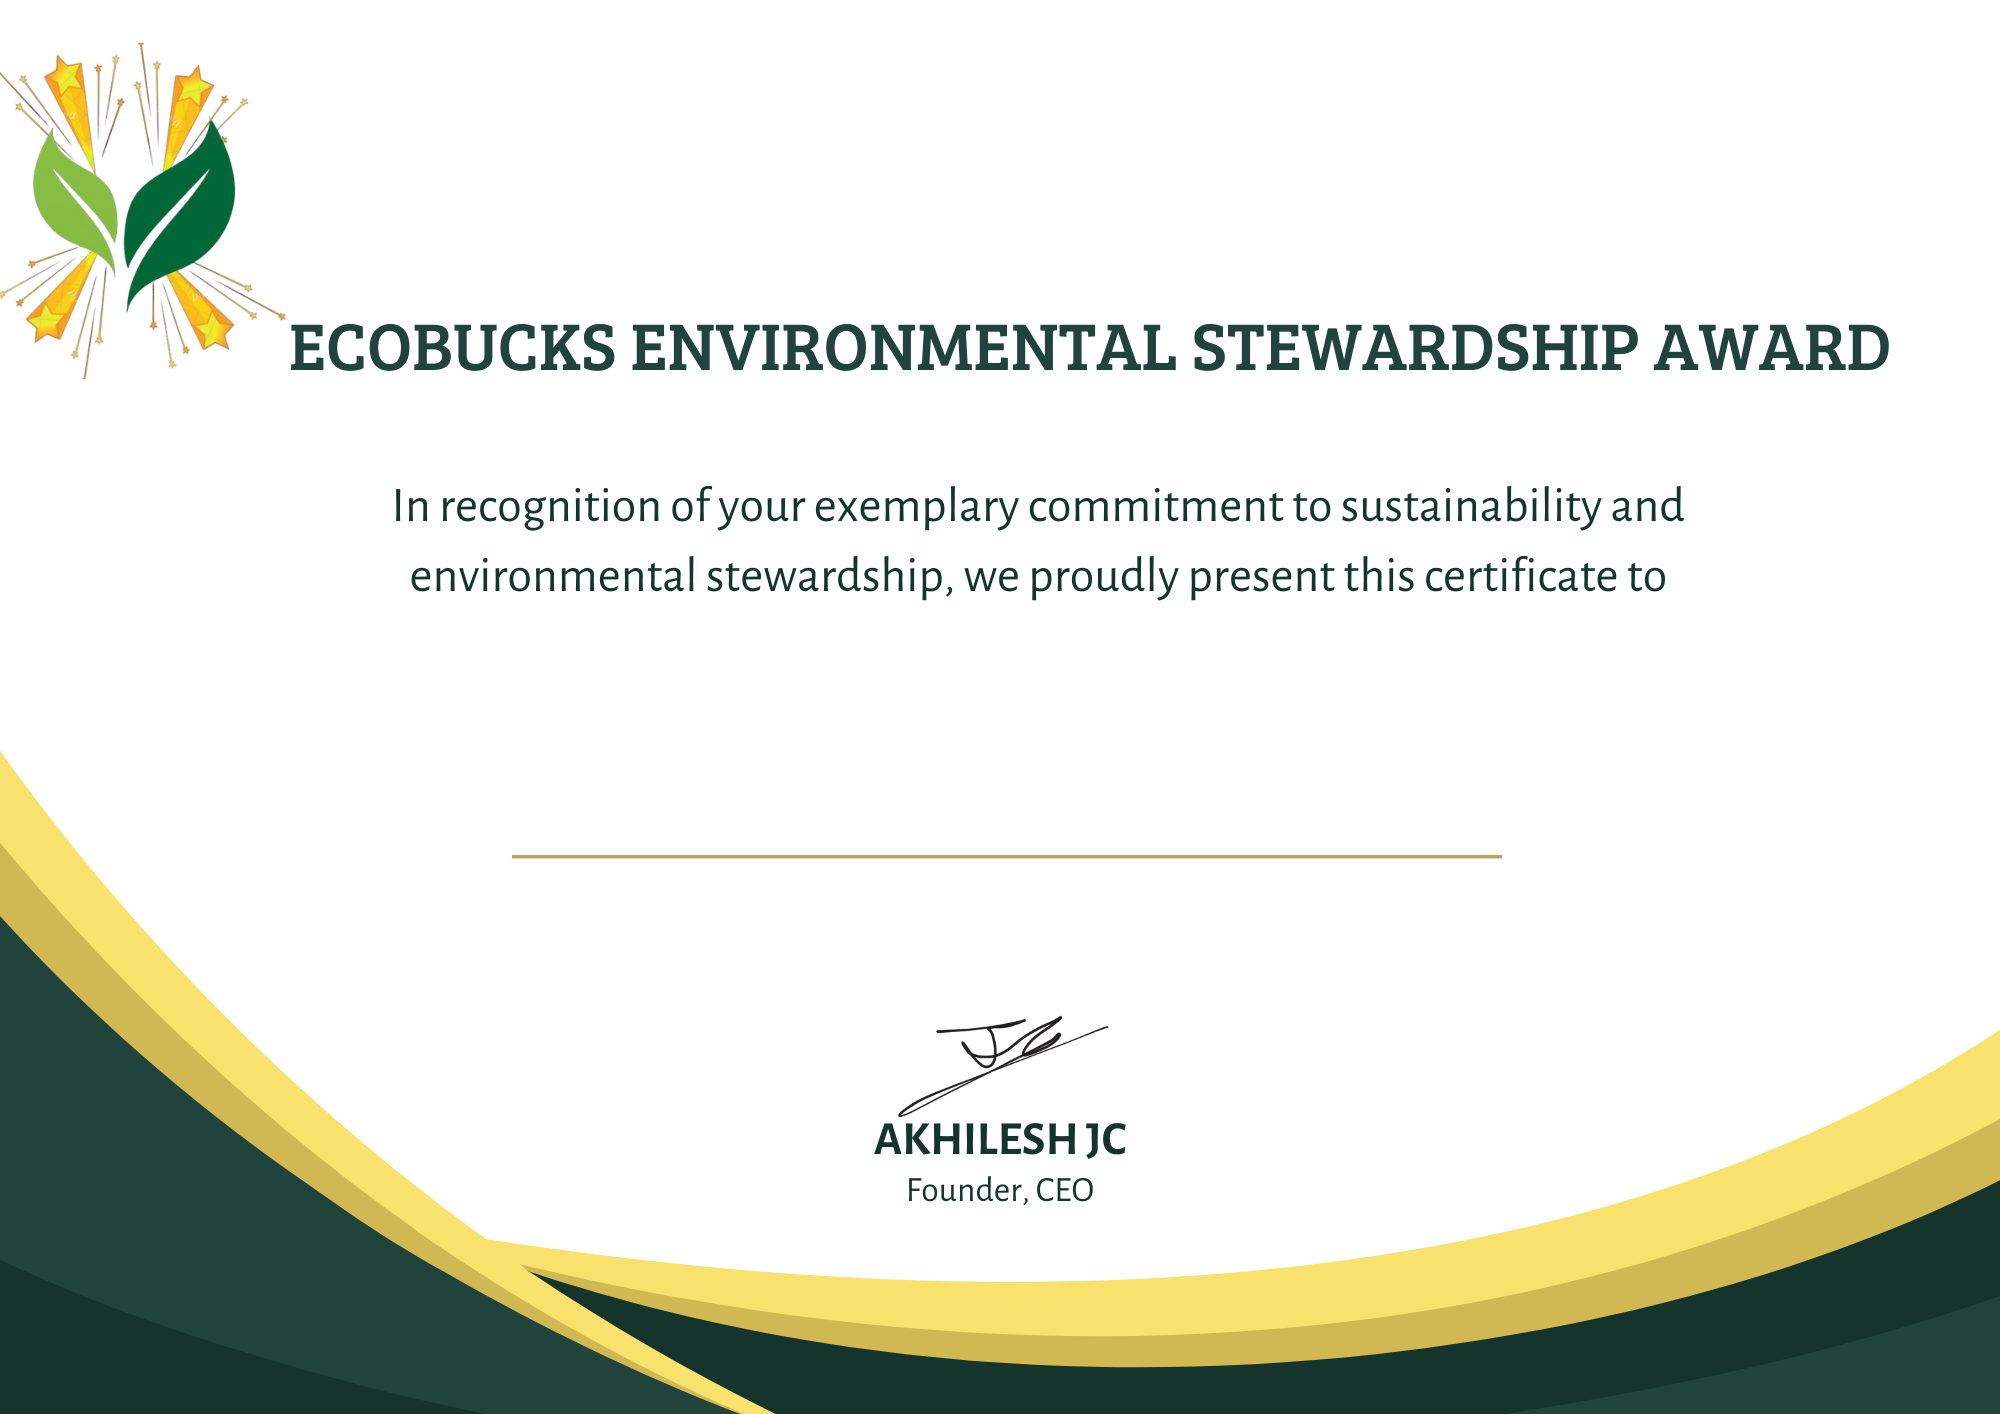 ECOBUCKS ENVIRONMENTAL STEWARDSHIP AWARD
In recognition of your exemplary commitment to sustainability and
environmental stewardship, we proudly present this certificate to
AKHILESH JC
Founder, CEO